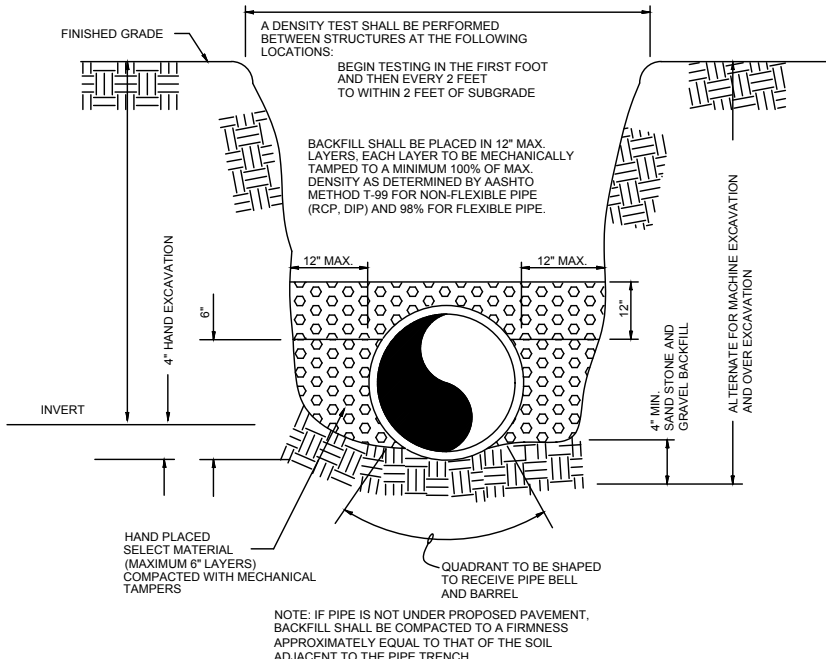 FINISHED GRADE
A DENSITY TEST SHALL BE PERFORMED
BETWEEN STRUCTURES AT THE FOLLOWING
LOCATIONS:
BEGIN TESTING IN THE FIRST FOOT
AND THEN EVERY 2 FEET
TO WITHIN 2 FEET OF SUBGRADE
BACKFILL SHALL BE PLACED IN 12" MAX.
LAYERS, EACH LAYER TO BE MECHANICALLY
TAMPED TO A MINIMUM 100% OF MAX.
DENSITY AS DETERMINED BY AASHTO
METHOD T-99 FOR NON-FLEXIBLE PIPE
(RCP, DIP) AND 98% FOR FLEXIBLE PIPE.
12" MAX.
12" MAX.
4" HAND EXCAVATION
6"
12"
4" MIN.
SAND STONE AND
GRAVEL BACKFILL
ALTERNATE FOR MACHINE EXCAVATION
AND OVER EXCAVATION
INVERT
HAND PLACED
SELECT MATERIAL
(MAXIMUM 6" LAYERS)
COMPACTED WITH MECHANICAL
TAMPERS
QUADRANT TO BE SHAPED
TO RECEIVE PIPE BELL
AND BARREL
NOTE: IF PIPE IS NOT UNDER PROPOSED PAVEMENT,
BACKFILL SHALL BE COMPACTED TO A FIRMNESS
APPROXIMATELY EQUAL TO THAT OF THE SOIL
ADJACENT TO THE PIPE TRENCH